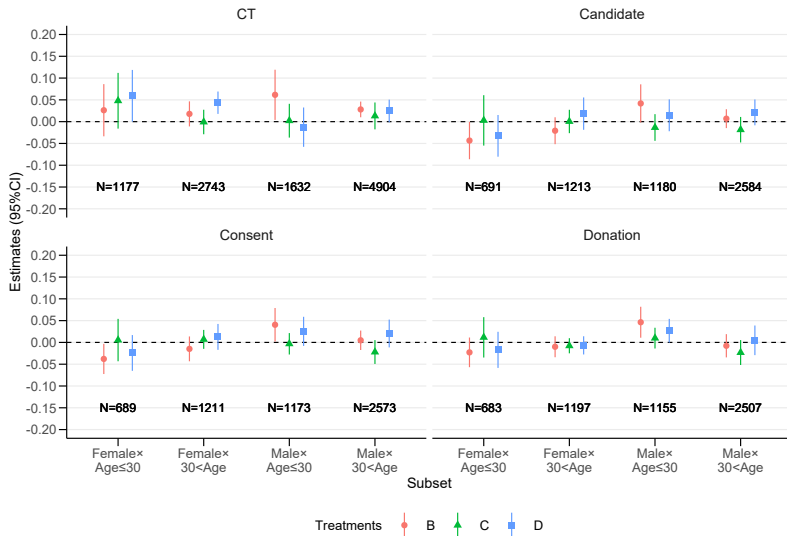 CT
Candidate
0.20
0.15
0.10
0.05
0.00
-0.05
-0.10
-0.15
-0.20
N=1177
N=2743
N=1632
N=4904
N=691
N=1213
N=1180
N=2584
Estimates (95%CI)
Consent
Donation
0.20
0.15
0.10
0.05
0.00
-0.05
-0.10
-0.15
-0.20
N=689
N=1211
N=1173
N=2573
N=683
N=1197
N=1155
N=2507
Female×
Age≤30
Female×
30<Age
Male×
Age≤30
Male×
30<Age
Female×
Age≤30
Female×
30<Age
Male×
Age≤30
Male×
30<Age
Subset
Treatments B C D